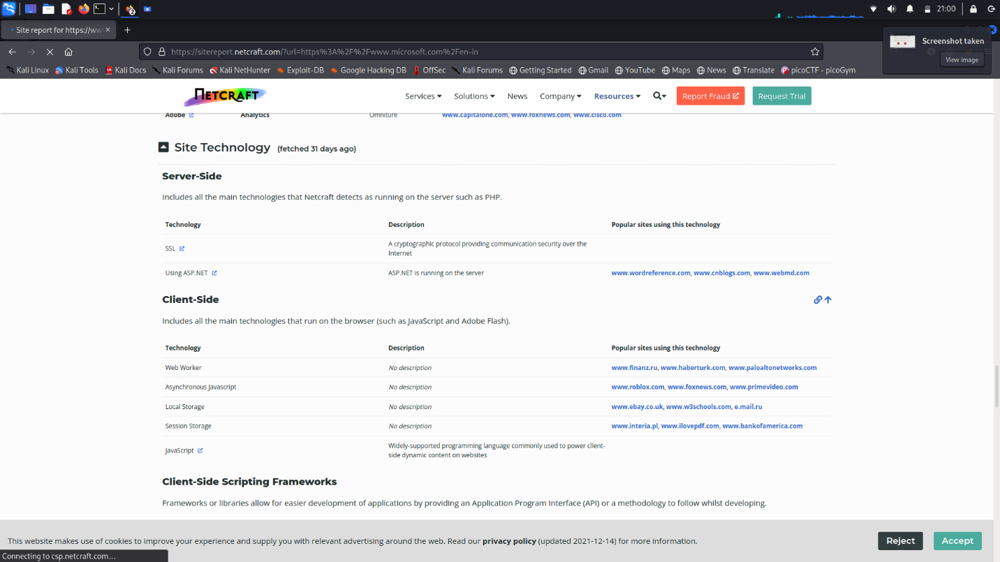 21:00
Site report for https://ww
https://sitereport.netcraft.com/?url=https%3A%2F%2Fwww.microsoft.com%2Fen-in
Screenshot taken
View image
Kali Linux Kali Tools Kali Docs Kali Forums Kali NetHunter Exploit-DB Google Hacking DB OffSec Kali Forums Getting Started Gmail YouTube Maps News Translate picoCTF - picoGym
NETCRAFT Services Solutions News Company Resources Report Fraud Request Trial
Adobe Analytics Omniture www.capitalone.com, www.foxnews.com, www.cisco.com
Site Technology (fetched 31 days ago)
Server-Side
Includes all the main technologies that Netcraft detects as running on the server such as PHP.
Technology Description Popular sites using this technology
SSL A cryptographic protocol providing communication security over the
Internet
Using ASP.NET ASP.NET is running on the server www.wordreference.com, www.cnblogs.com, www.webmd.com
Client-Side
Includes all the main technologies that run on the browser (such as JavaScript and Adobe Flash).
Technology Description Popular sites using this technology
Web Worker No description www.finanz.ru, www.haberturk.com, www.paloaltonetworks.com
Asynchronous Javascript No description www.roblox.com, www.foxnews.com, www.primevideo.com
Local Storage No description www.ebay.co.uk, www.w3schools.com, e.mail.ru
Session Storage No description www.interia.pl, www.ilovepdf.com, www.bankofamerica.com
JavaScript Widely-supported programming language commonly used to power client-
side dynamic content on websites
Client-Side Scripting Frameworks
Frameworks or libraries allow for easier development of applications by providing an Application Program Interface (API) or a methodology to follow whilst developing.
This website makes use of cookies to improve your experience and supply you with relevant advertising around the web. Read our privacy policy (updated 2021-12-14) for more information. Reject Accept
Connecting to csp.netcraft.com…